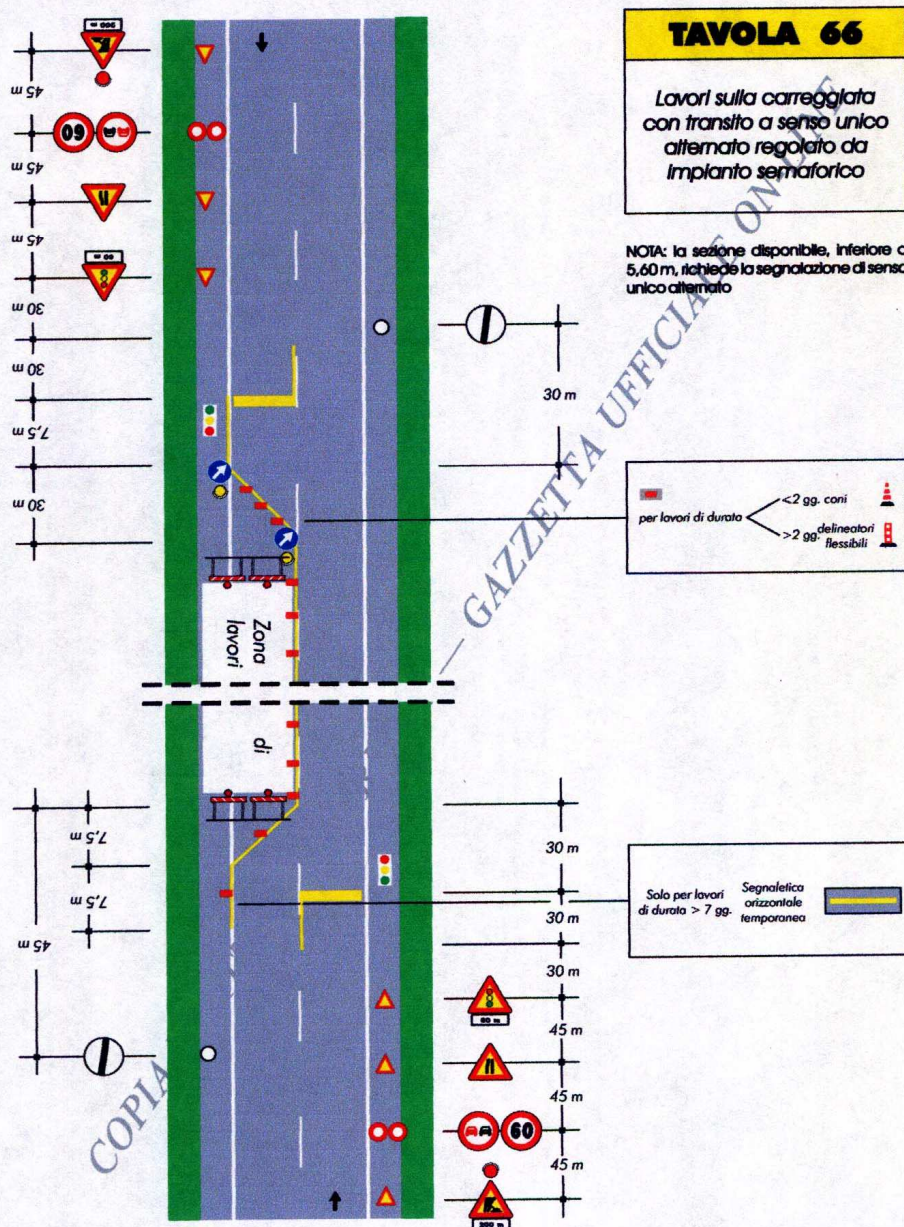 TAVOLA 66
Lavori sulla carreggiata
con transito a senso unico
alternato regolato da
impianto semaforico
NOTA: la sezione disponibile, inferiore a
5,60 m, richiede la segnalazione di senso
unico alternato
per lavori di durata
<2 gg. coni
>2 gg. delineatori
flessibili
Solo per lavori
di durata > 7 gg.
Segnaletica
orizzontale
temporanea
45 m
60
45 m
45 m
30 m
30 m
7,5 m
30 m
30 m
Zona
lavori
di
7,5 m
7,5 m
45 m
30 m
30 m
30 m
60 m
45 m
45 m
60
45 m
COPIA
— GAZZETTA UFFICIALE ON-LINE